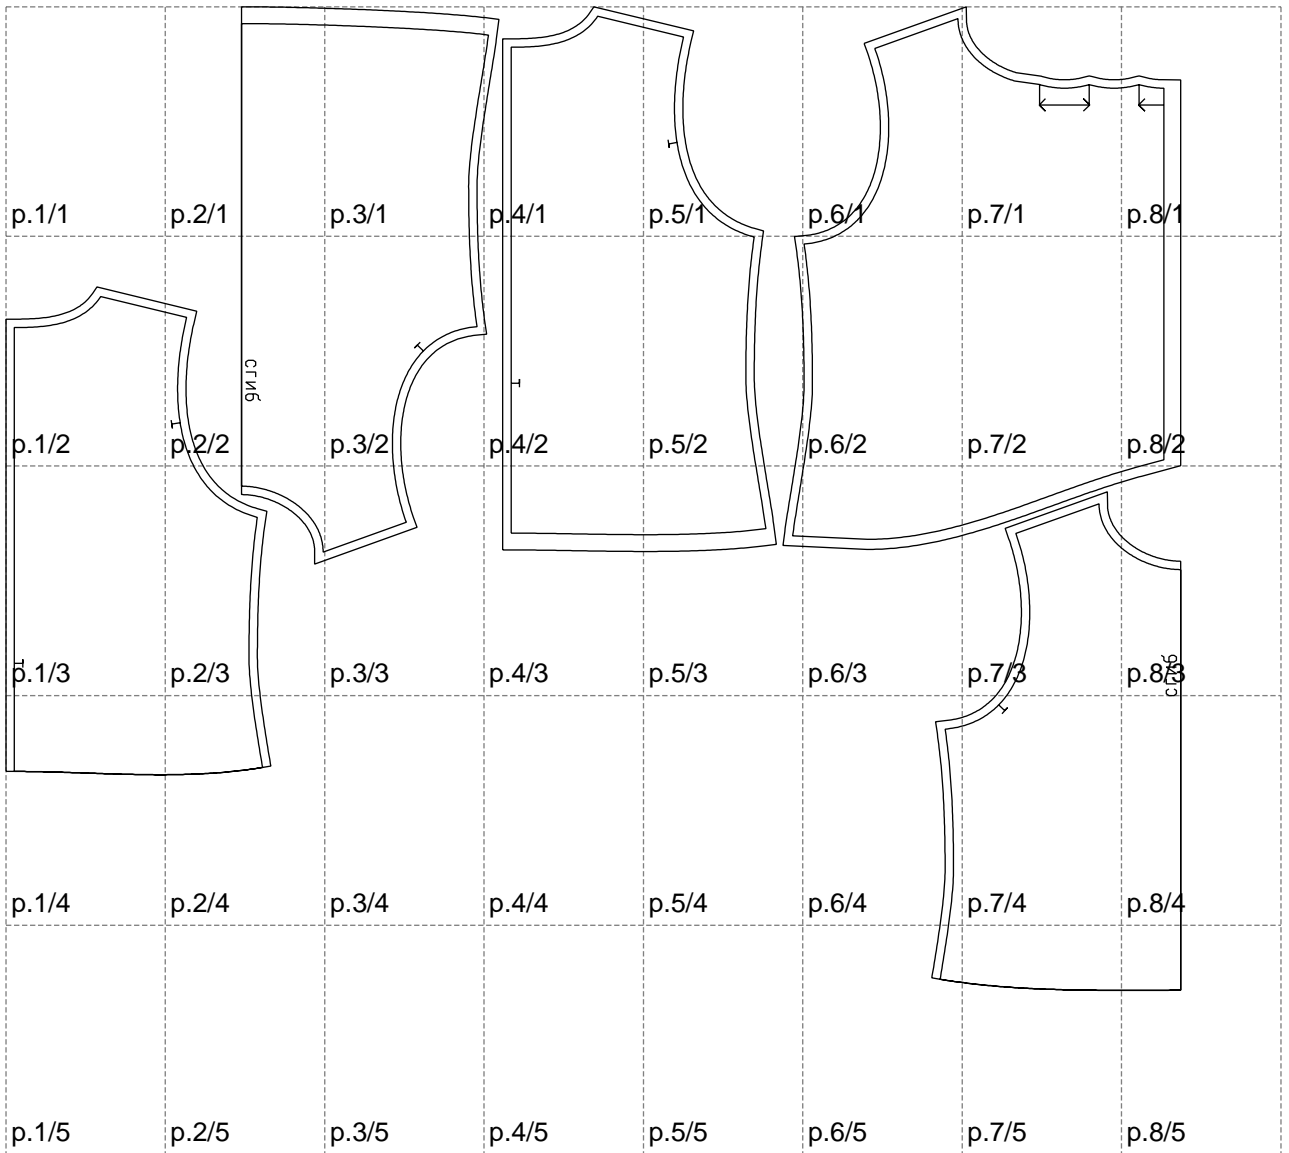 p.1/1 p.2/1 p.3/1 p.4/1 p.5/1 p.6/1 p.7/1 p.8/1
сгиб
p.1/2 p.2/2 p.3/2 p.4/2 p.5/2 p.6/2 p.7/2 p.8/2
p.1/3 p.2/3 p.3/3 p.4/3 p.5/3 p.6/3 p.7/3 p.8/3
сгиб
p.1/4 p.2/4 p.3/4 p.4/4 p.5/4 p.6/4 p.7/4 p.8/4
p.1/5 p.2/5 p.3/5 p.4/5 p.5/5 p.6/5 p.7/5 p.8/5